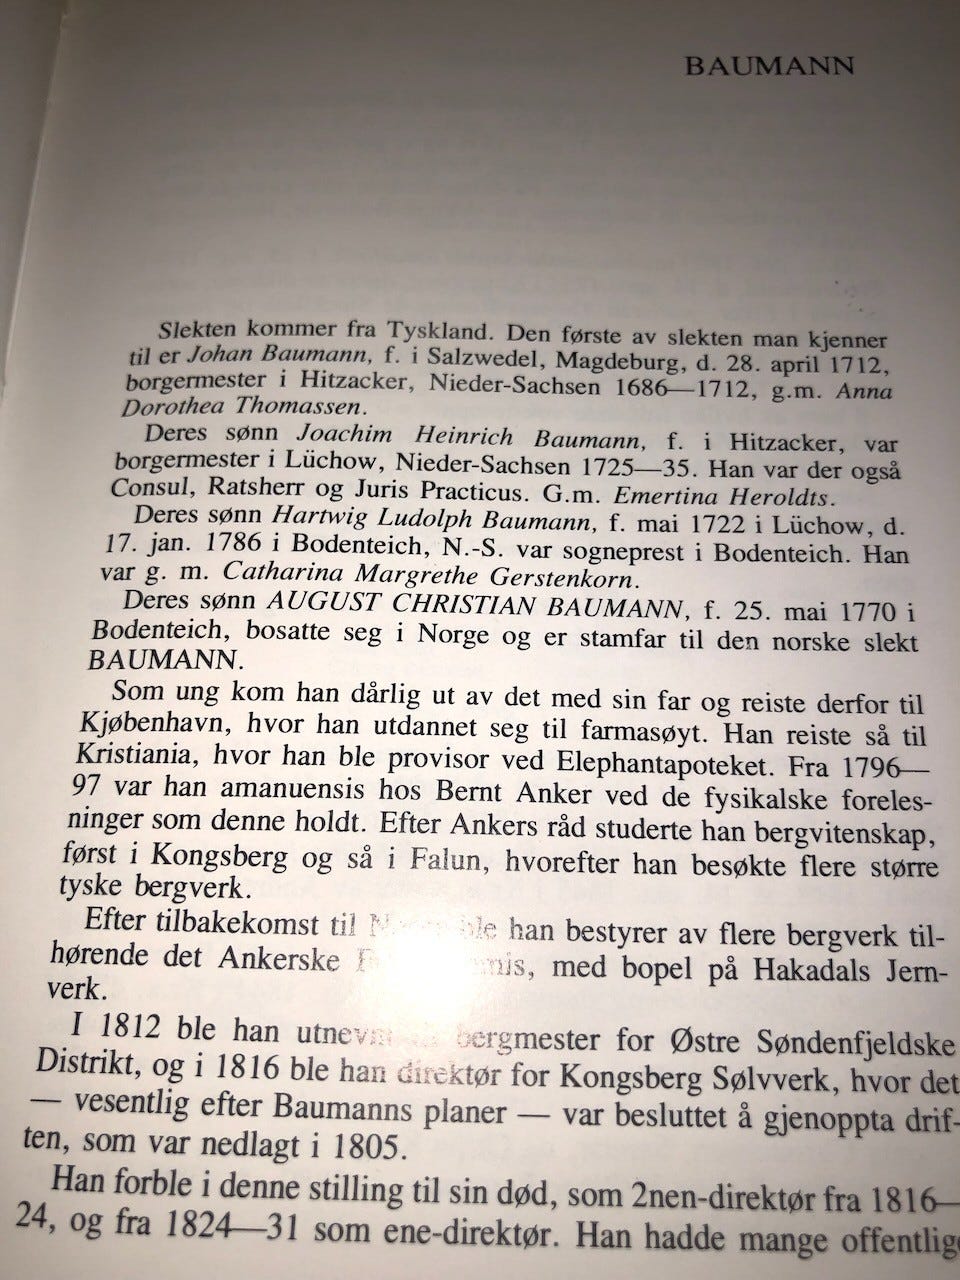 BAUMANN
Slekten kommer fra Tyskland. Den første av slekten man kjenner
til er Johan Baumann, f. i Salzwedel, Magdeburg, d. 28. april 1712,
borgermester i Hitzacker, Nieder-Sachsen 1686—1712, g.m. Anna
Dorothea Thomassen.
Deres sønn Joachim Heinrich Baumann, f. i Hitzacker, var
borgermester i Lüchow, Nieder-Sachsen 1725—35. Han var der også
Consul, Ratsherr og Juris Practicus. G.m. Emertina Heroldts.
Deres sønn Hartwig Ludolph Baumann, f. mai 1722 i Lüchow, d.
17. jan. 1786 i Bodenteich, N.-S. var sogneprest i Bodenteich. Han
var g. m. Catharina Margrethe Gerstenkorn.
Deres sønn AUGUST CHRISTIAN BAUMANN, f. 25. mai 1770 i
Bodenteich, bosatte seg i Norge og er stamfar til den norske slekt
BAUMANN.
Som ung kom han dårlig ut av det med sin far og reiste derfor til
Kjøbenhavn, hvor han utdannet seg til farmasøyt. Han reiste så til
Kristiania, hvor han ble provisor ved Elephantapoteket. Fra 1796—
97 var han amanuensis hos Bernt Anker ved de fysikalske foreles-
ninger som denne holdt. Efter Ankers råd studerte han bergvitenskap,
først i Kongsberg og så i Falun, hvorefter han besøkte flere større
tyske bergverk.
Efter tilbakekomst til ble han bestyrer av flere bergverk til-
hørende det Ankerske med bopel på Hakadals Jern-
verk.
I 1812 ble han bergmester for Østre Søndenfjeldske
Distrikt, og i 1816 ble han direktør for Kongsberg Sølvverk, hvor det
— vesentlig efter Baumanns planer — var besluttet å gjenoppta drif-
ten, som var nedlagt i 1805.
Han forble i denne stilling til sin død, som 2nen-direktør fra 1816—
24, og fra 1824—31 som ene-direktør. Han hadde mange offentlige